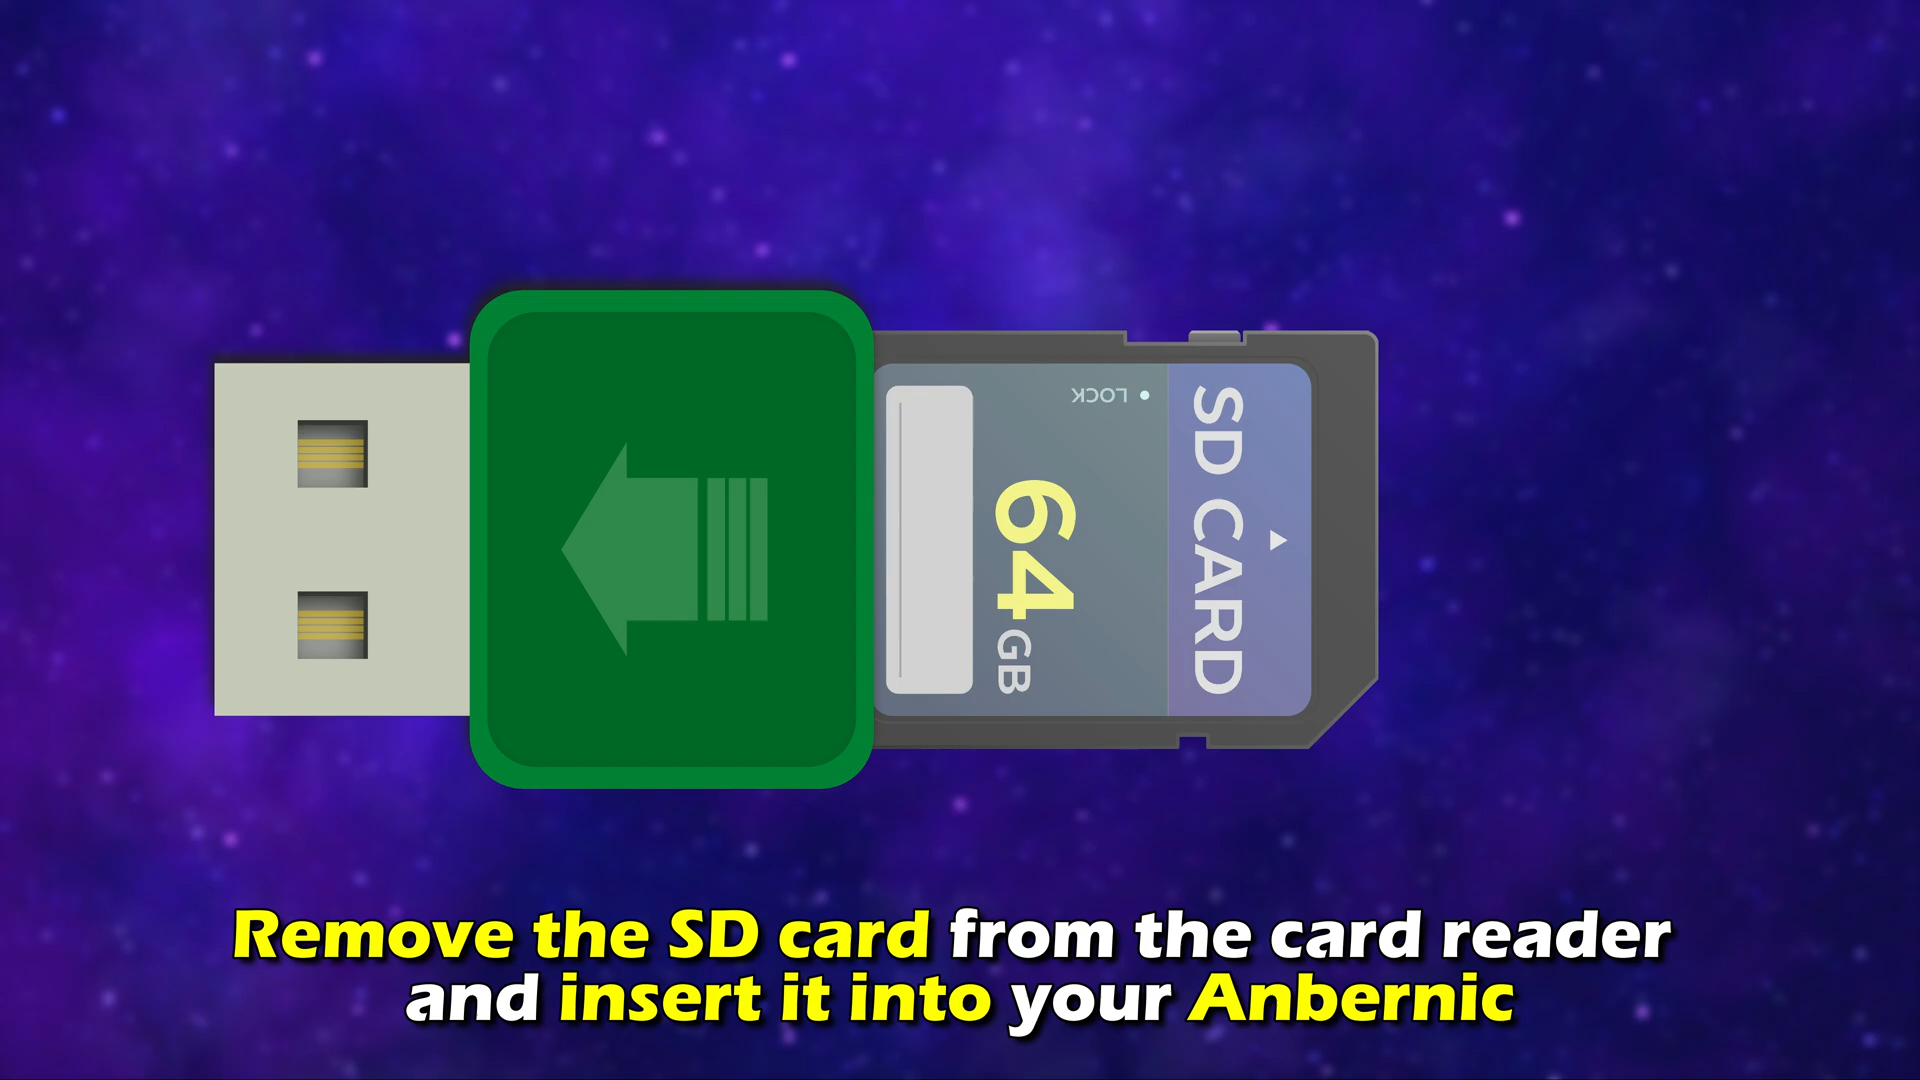 LOCK
64
GB
SD CARD
Remove the SD card from the card reader
and insert it into your Anbernic